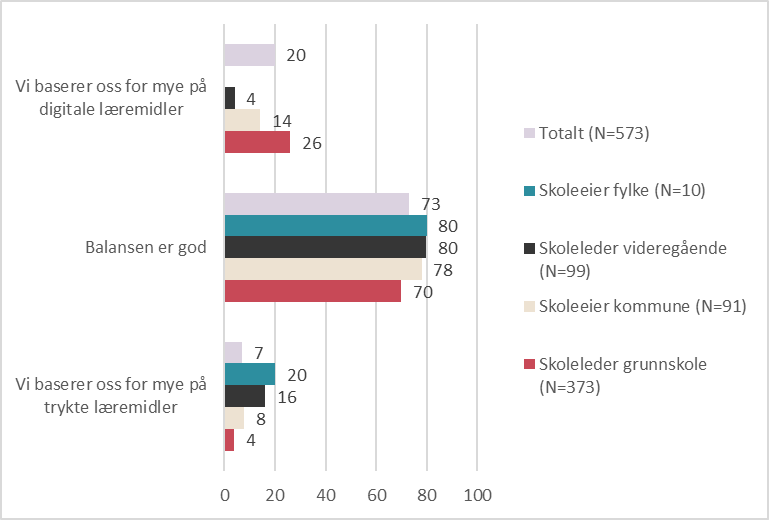 Vi baserer oss for mye på
digitale læremidler
20
4
14
26
Balansen er god
73
80
80
78
70
Vi baserer oss for mye på
trykte læremidler
7
20
16
8
4
0 20 40 60 80 100
Totalt (N=573)
Skoleeier fylke (N=10)
Skoleleder videregående
(N=99)
Skoleeier kommune (N=91)
Skoleleder grunnskole
(N=373)